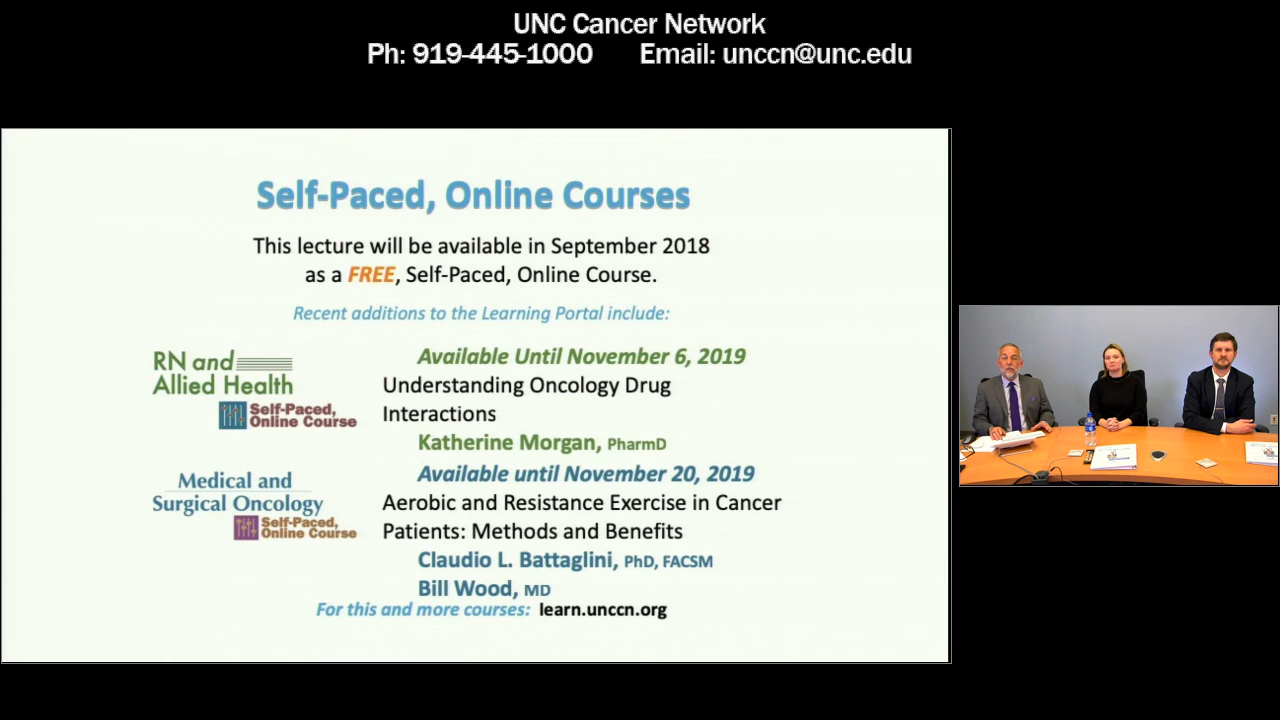 UNC Cancer Network
Ph: 919-445-1000 Email: unccn@unc.edu
Self-Paced, Online Courses
This lecture will be available in September 2018
as a FREE, Self-Paced, Online Course.
Recent additions to the Learning Portal include:
RN and
Allied Health
Self-Paced,
Online Course
Available Until November 6, 2019
Understanding Oncology Drug
Interactions
Katherine Morgan, PharmD
Medical and
Surgical Oncology
Self-Paced,
Online Course
Available until November 20, 2019
Aerobic and Resistance Exercise in Cancer
Patients: Methods and Benefits
Claudio L. Battaglini, PhD, FACSM
Bill Wood, MD
For this and more courses: learn.unccn.org